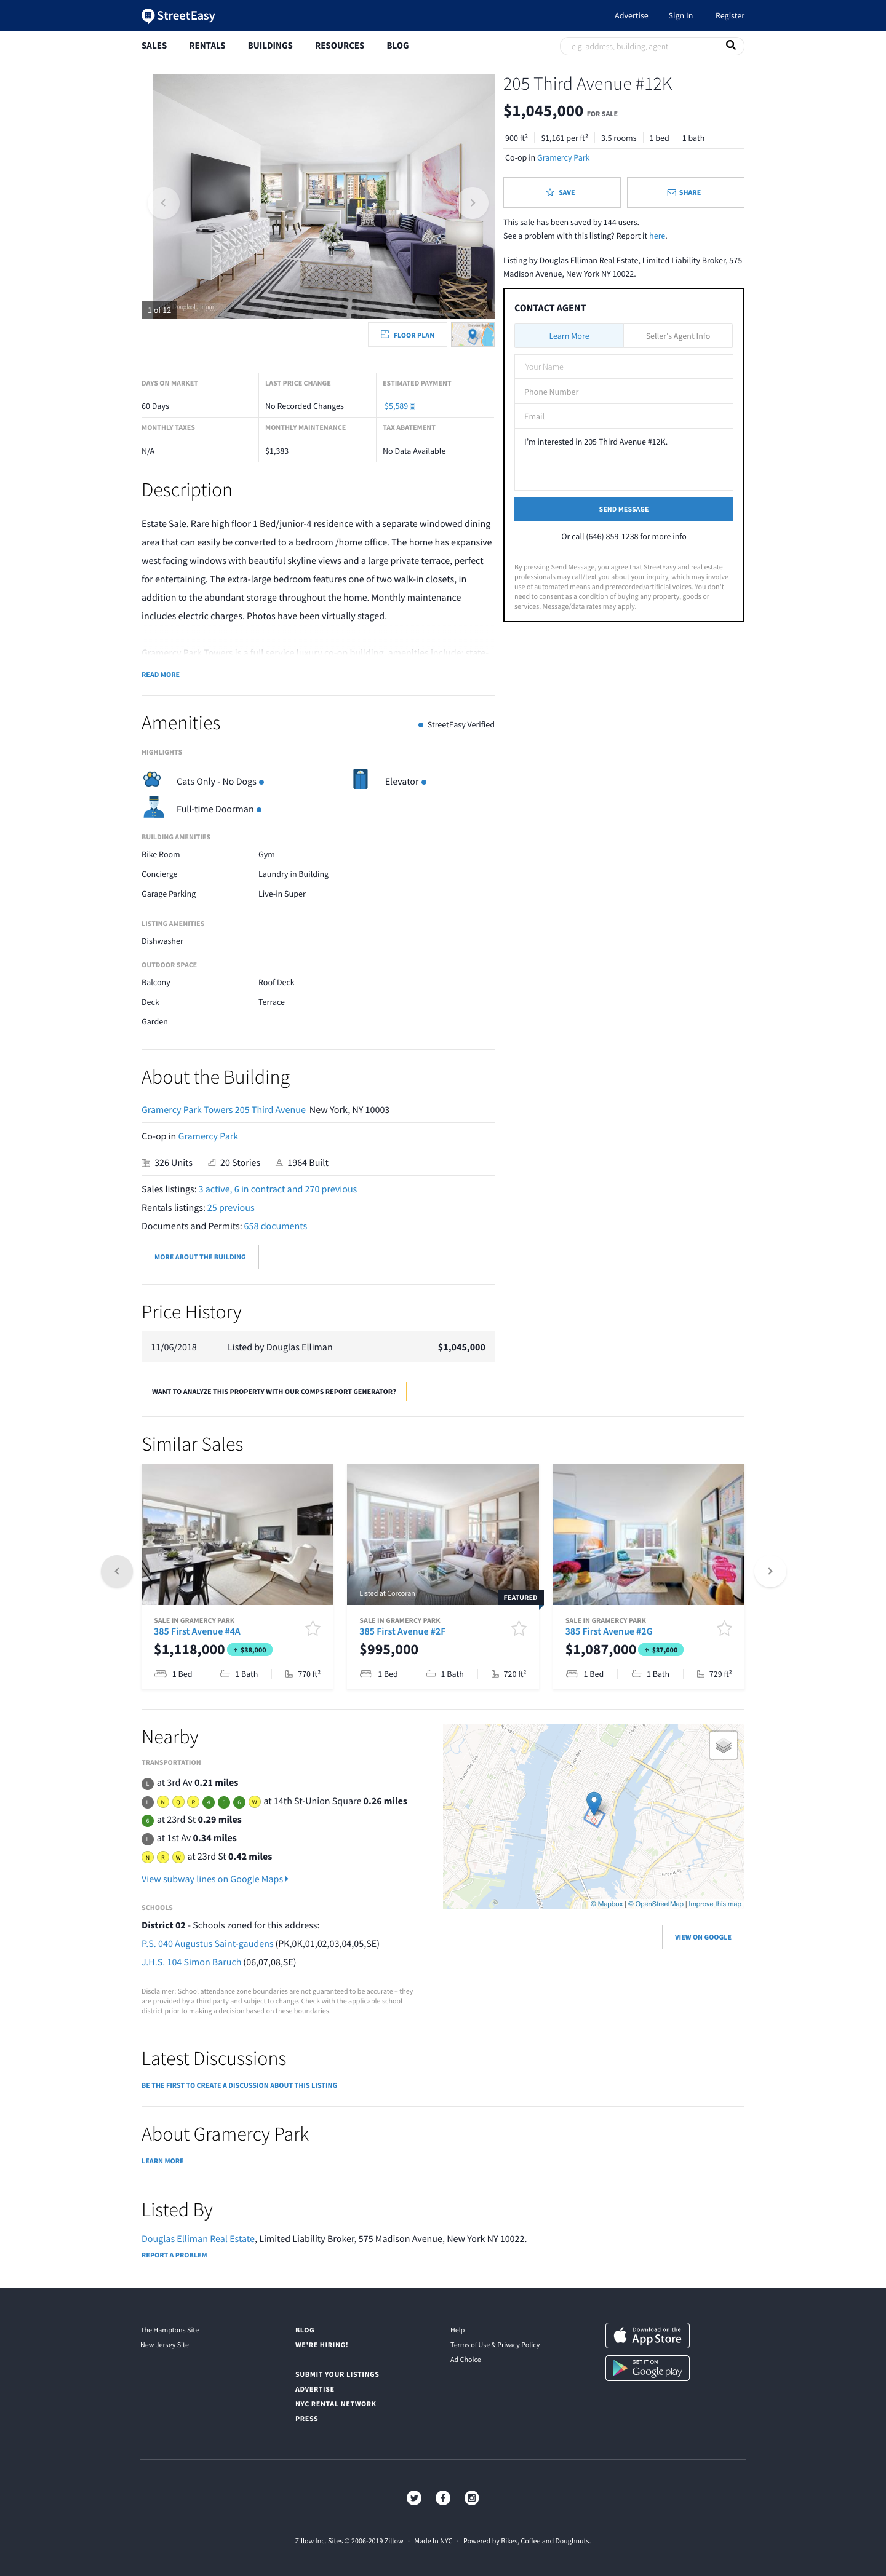 StreetEasy
Advertise
Sign In
Register
SALES
RENTALS
BUILDINGS
RESOURCES
BLOG
e.g. address, building, agent
1 of 12
FLOOR PLAN
205 Third Avenue #12K
$1,045,000 FOR SALE
900 ft² $1,161 per ft² 3.5 rooms 1 bed 1 bath
Co-op in Gramercy Park
SAVE
SHARE
This sale has been saved by 144 users.
See a problem with this listing? Report it here.
Listing by Douglas Elliman Real Estate, Limited Liability Broker, 575
Madison Avenue, New York NY 10022.
CONTACT AGENT
Learn More
Seller's Agent Info
Your Name
Phone Number
Email
I'm interested in 205 Third Avenue #12K.
SEND MESSAGE
Or call (646) 859-1238 for more info
By pressing Send Message, you agree that StreetEasy and real estate
professionals may call/text you about your inquiry, which may involve
use of automated means and prerecorded/artificial voices. You don't
need to consent as a condition of buying any property, goods or
services. Message/data rates may apply.
DAYS ON MARKET
60 Days
LAST PRICE CHANGE
No Recorded Changes
ESTIMATED PAYMENT
$5,589
MONTHLY TAXES
N/A
MONTHLY MAINTENANCE
$1,383
TAX ABATEMENT
No Data Available
Description
Estate Sale. Rare high floor 1 Bed/junior-4 residence with a separate windowed dining
area that can easily be converted to a bedroom /home office. The home has expansive
west facing windows with beautiful skyline views and a large private terrace, perfect
for entertaining. The extra-large bedroom features one of two walk-in closets, in
addition to the abundant storage throughout the home. Monthly maintenance
includes electric charges. Photos have been virtually staged.
READ MORE
Amenities
StreetEasy Verified
HIGHLIGHTS
Cats Only - No Dogs
Elevator
Full-time Doorman
BUILDING AMENITIES
Bike Room
Gym
Concierge
Laundry in Building
Garage Parking
Live-in Super
LISTING AMENITIES
Dishwasher
OUTDOOR SPACE
Balcony
Roof Deck
Deck
Terrace
Garden
About the Building
Gramercy Park Towers 205 Third Avenue New York, NY 10003
Co-op in Gramercy Park
326 Units 20 Stories 1964 Built
Sales listings: 3 active, 6 in contract and 270 previous
Rentals listings: 25 previous
Documents and Permits: 658 documents
MORE ABOUT THE BUILDING
Price History
11/06/2018 Listed by Douglas Elliman $1,045,000
WANT TO ANALYZE THIS PROPERTY WITH OUR COMPS REPORT GENERATOR?
Similar Sales
SALE IN GRAMERCY PARK
385 First Avenue #4A
$1,118,000 ↑ $38,000
1 Bed 1 Bath 770 ft²
Listed at Corcoran
FEATURED
SALE IN GRAMERCY PARK
385 First Avenue #2F
$995,000
1 Bed 1 Bath 720 ft²
SALE IN GRAMERCY PARK
385 First Avenue #2G
$1,087,000 ↑ $37,000
1 Bed 1 Bath 729 ft²
Nearby
TRANSPORTATION
L at 3rd Av 0.21 miles
L N Q R 4 5 6 W at 14th St-Union Square 0.26 miles
6 at 23rd St 0.29 miles
L at 1st Av 0.34 miles
N R W at 23rd St 0.42 miles
View subway lines on Google Maps
SCHOOLS
District 02 - Schools zoned for this address:
P.S. 040 Augustus Saint-gaudens (PK,0K,01,02,03,04,05,SE)
J.H.S. 104 Simon Baruch (06,07,08,SE)
Disclaimer: School attendance zone boundaries are not guaranteed to be accurate – they
are provided by a third party and subject to change. Check with the applicable school
district prior to making a decision based on these boundaries.
© Mapbox | © OpenStreetMap | Improve this map
VIEW ON GOOGLE
Latest Discussions
BE THE FIRST TO CREATE A DISCUSSION ABOUT THIS LISTING
About Gramercy Park
LEARN MORE
Listed By
Douglas Elliman Real Estate, Limited Liability Broker, 575 Madison Avenue, New York NY 10022.
REPORT A PROBLEM
The Hamptons Site
New Jersey Site
BLOG
WE'RE HIRING!
SUBMIT YOUR LISTINGS
ADVERTISE
NYC RENTAL NETWORK
PRESS
Help
Terms of Use & Privacy Policy
Ad Choice
Download on the
App Store
GET IT ON
Google play
Zillow Inc. Sites © 2006-2019 Zillow · Made In NYC · Powered by Bikes, Coffee and Doughnuts.